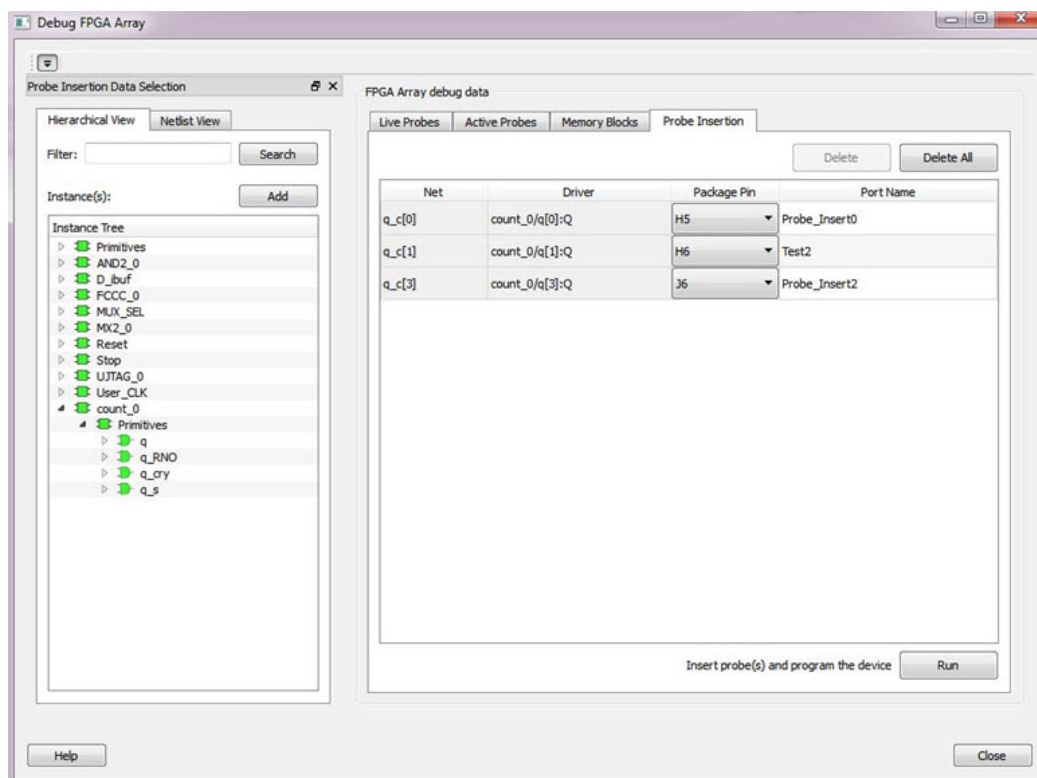 Debug FPGA Array
Probe Insertion Data Selection
Hierarchical View Netlist View
Filter: Search
Instance(s): Add
Instance Tree
Primitives
AND2_0
D_ibuf
FCCC_0
MUX_SEL
MX2_0
Reset
Stop
UJTAG_0
User_CLK
count_0
Primitives
q
q_RNO
q_cry
q_s
FPGA Array debug data
Live Probes Active Probes Memory Blocks Probe Insertion
Delete Delete All
Net Driver Package Pin Port Name
q_c[0] count_0/q[0]:Q H5 Probe_Insert0
q_c[1] count_0/q[1]:Q H6 Test2
q_c[3] count_0/q[3]:Q J6 Probe_Insert2
Insert probe(s) and program the device Run
Help Close